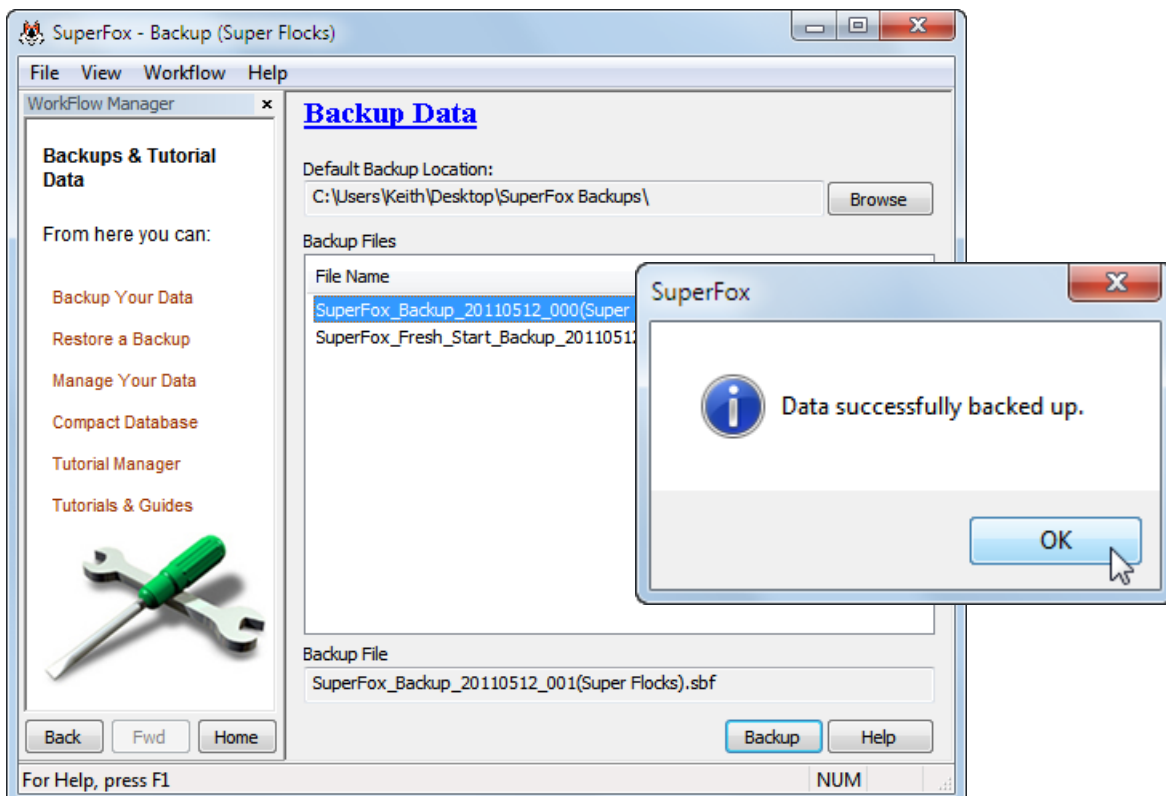 SuperFox - Backup (Super Flocks)
File View Workflow Help
WorkFlow Manager
Backups & Tutorial
Data
From here you can:
Backup Your Data
Restore a Backup
Manage Your Data
Compact Database
Tutorial Manager
Tutorials & Guides
Back Fwd Home
Backup Data
Default Backup Location:
C:\Users\Keith\Desktop\SuperFox Backups\
Browse
Backup Files
File Name
SuperFox_Backup_20110512_000(Super
SuperFox_Fresh_Start_Backup_2011051
Backup File
SuperFox_Backup_20110512_001(Super Flocks).sbf
Backup Help
SuperFox
Data successfully backed up.
OK
For Help, press F1
NUM